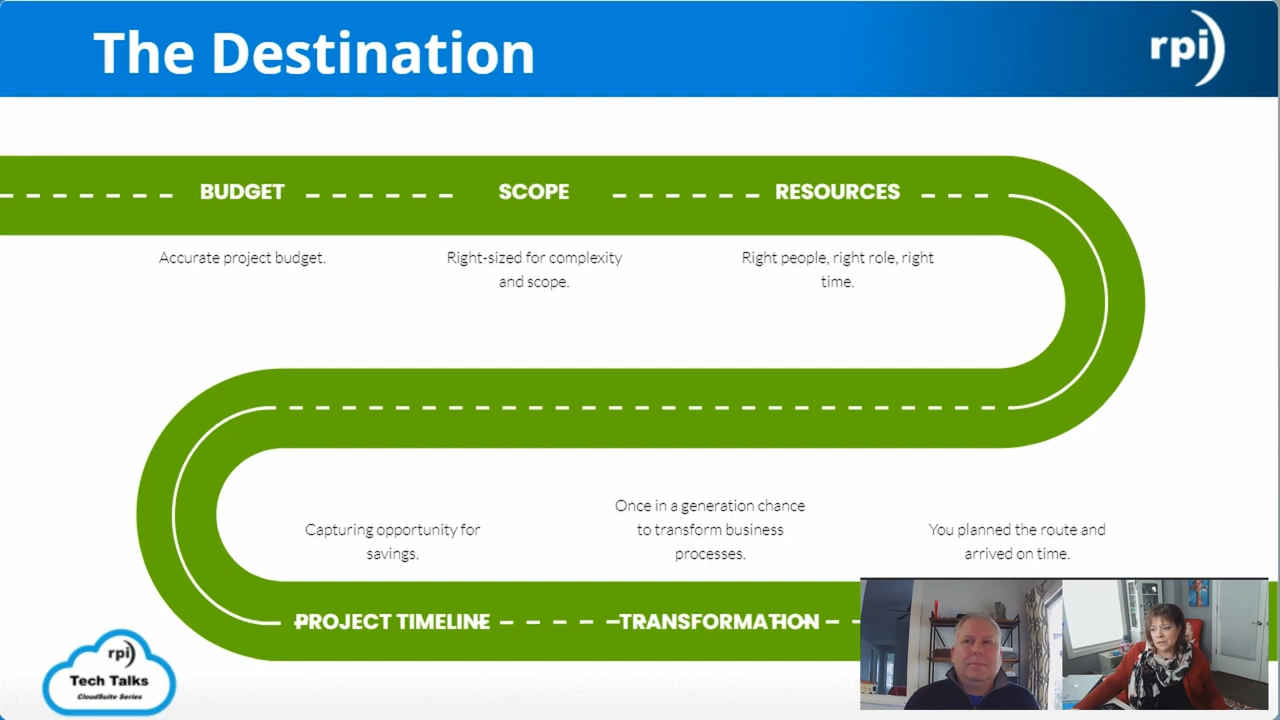 The Destination
rpi
BUDGET
SCOPE
RESOURCES
Accurate project budget.
Right-sized for complexity
and scope.
Right people, right role, right
time.
Capturing opportunity for
savings.
Once in a generation chance
to transform business
processes.
You planned the route and
arrived on time.
PROJECT TIMELINE
TRANSFORMATION
rpi
Tech Talks
CloudSuite Series